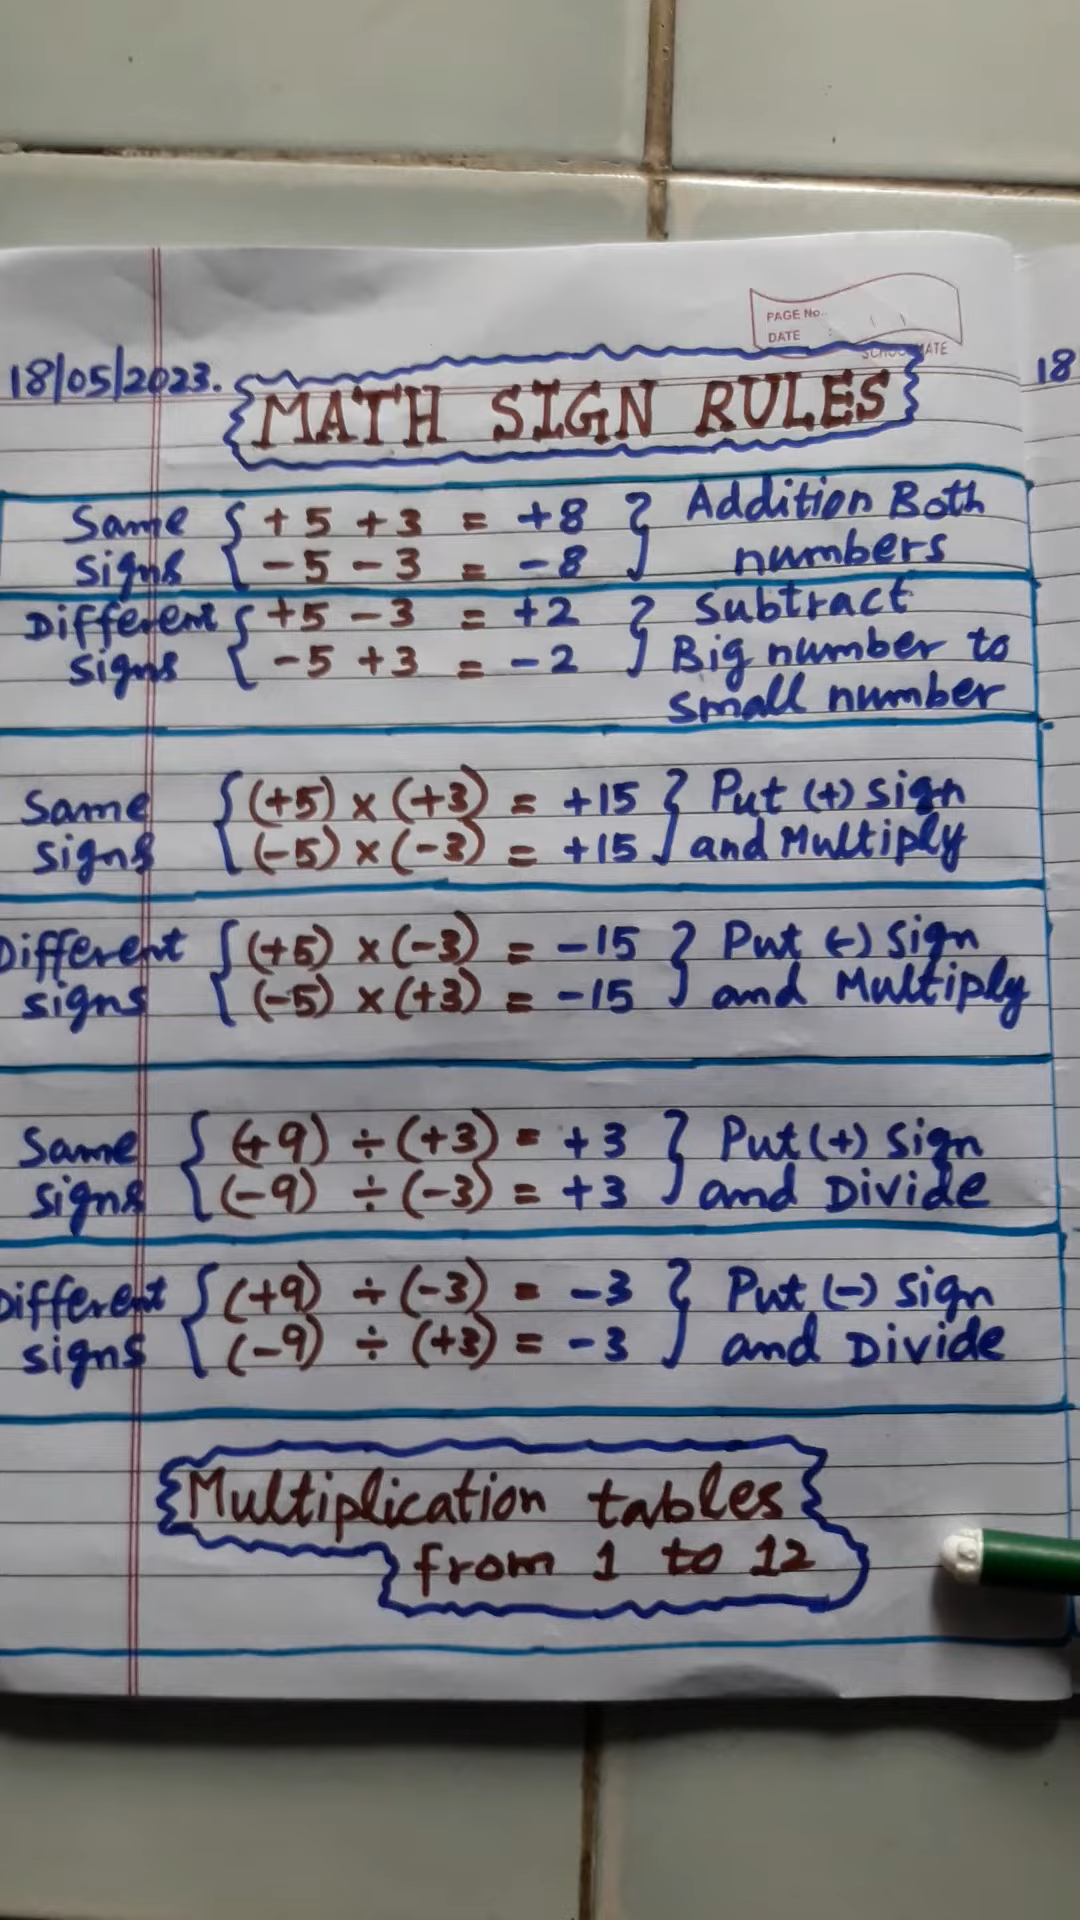 PAGE No.
DATE
18/05/2023.
MATH SIGN RULES
18
Same signs { +5 +3 = +8 } Addition Both
-5 -3 = -8 numbers
Different signs { +5 -3 = +2 } Subtract
-5 +3 = -2 Big number to
small number
Same signs { (+5) × (+3) = +15 } Put (+) sign
(-5) × (-3) = +15 and Multiply
Different signs { (+5) × (-3) = -15 } Put (-) sign
(-5) × (+3) = -15 and Multiply
Same signs { (+9) ÷ (+3) = +3 } Put (+) sign
(-9) ÷ (-3) = +3 and Divide
Different signs { (+9) ÷ (-3) = -3 } Put (-) sign
(-9) ÷ (+3) = -3 and Divide
Multiplication tables
from 1 to 12